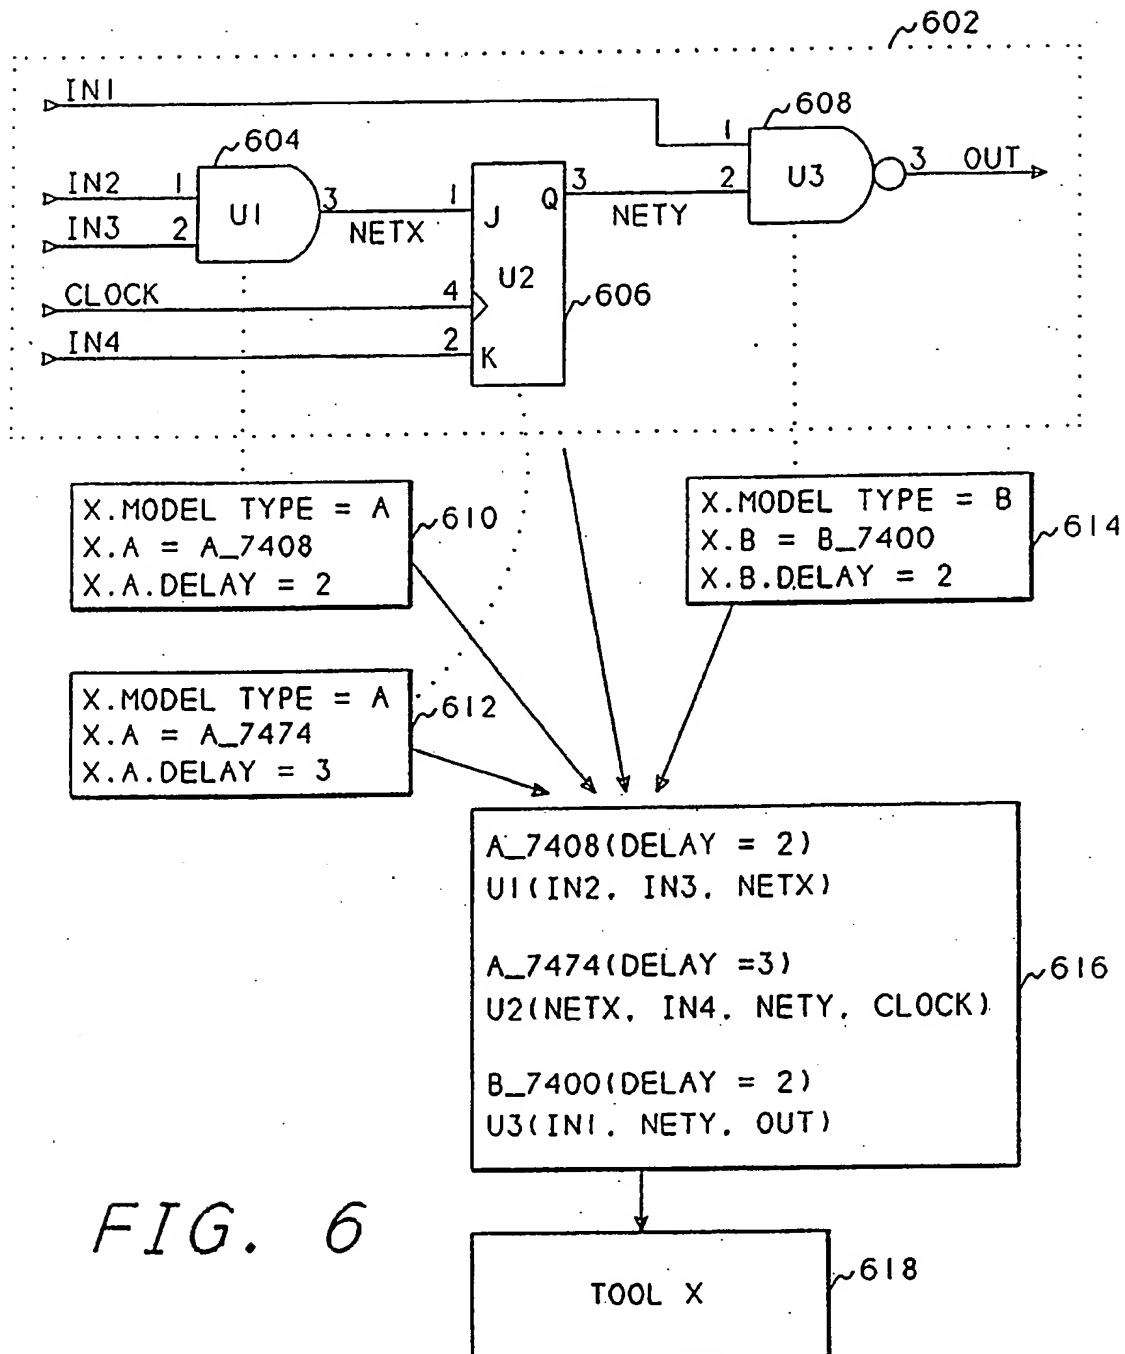 602
IN1
608
1
604
3 OUT
IN2 1
U3
2
3
1
Q 3
U1
J
IN3 2
NETX
NETY
U2
CLOCK 4
606
IN4 2
K
X.MODEL TYPE = A
X.A = A_7408
X.A.DELAY = 2
610
X.MODEL TYPE = B
X.B = B_7400
X.B.DELAY = 2
614
X.MODEL TYPE = A
X.A = A_7474
X.A.DELAY = 3
612
A_7408(DELAY = 2)
U1(IN2, IN3, NETX)
A_7474(DELAY =3)
U2(NETX, IN4, NETY, CLOCK)
B_7400(DELAY = 2)
U3(IN1, NETY, OUT)
616
FIG. 6
TOOL X
618